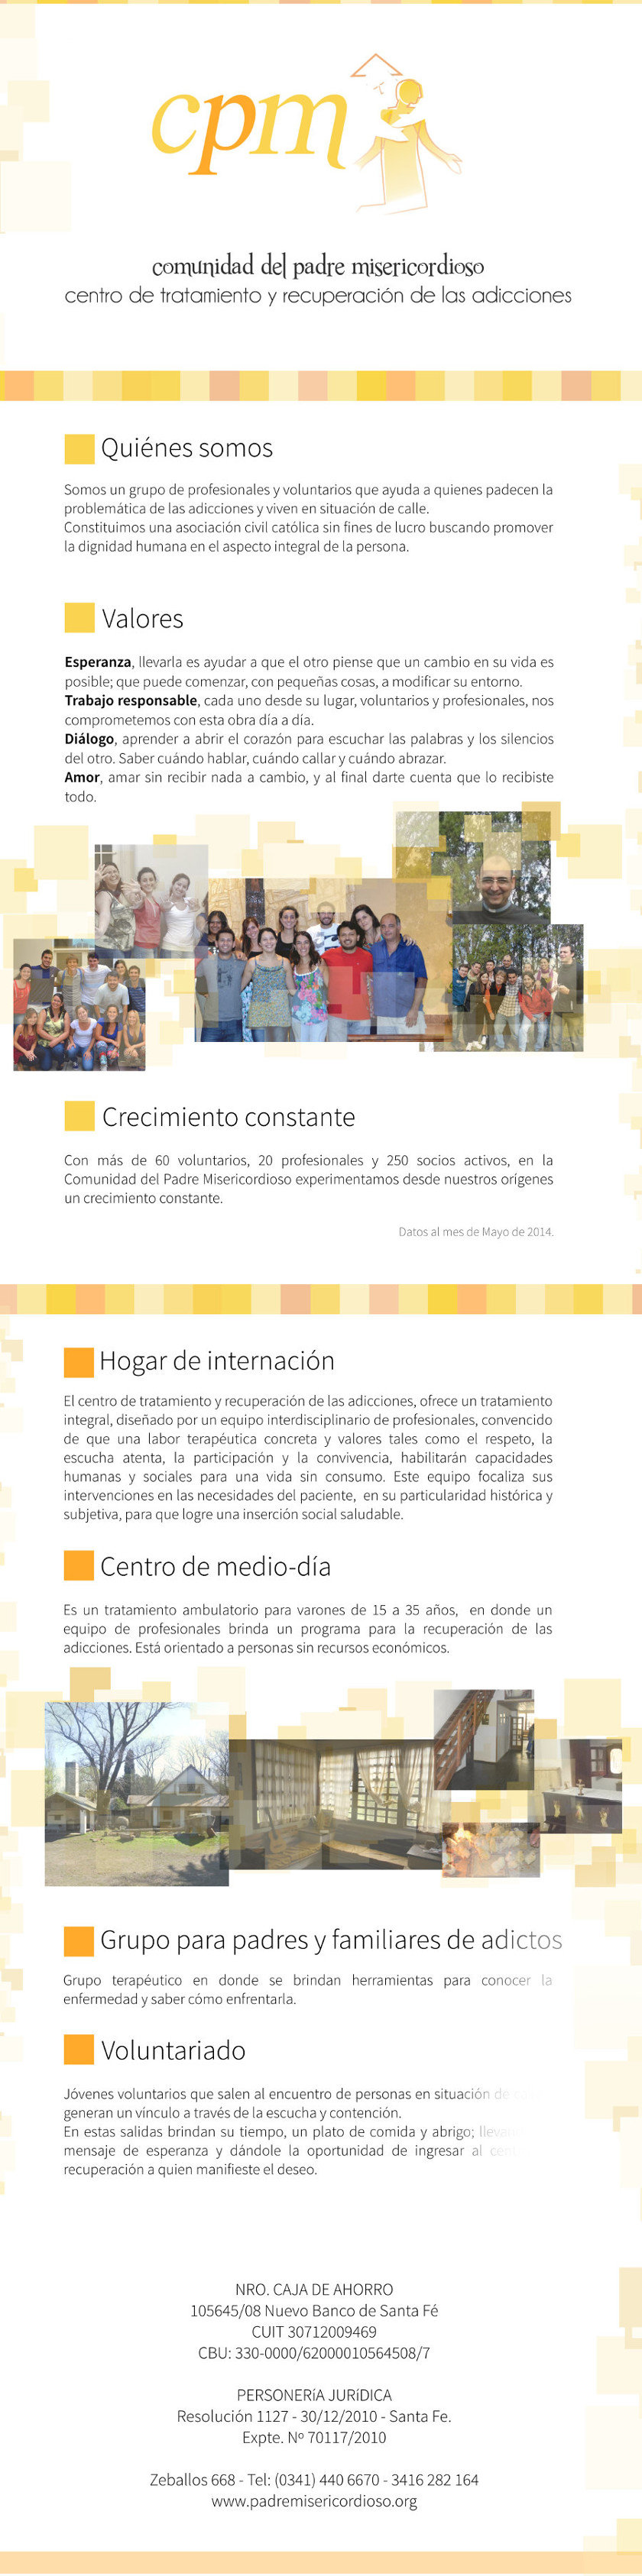 cpm
comunidad del padre misericordioso
centro de tratamiento y recuperación de las adicciones
Quiénes somos
Somos un grupo de profesionales y voluntarios que ayuda a quienes padecen la
problemática de las adicciones y viven en situación de calle.
Constituimos una asociación civil católica sin fines de lucro buscando promover
la dignidad humana en el aspecto integral de la persona.
Valores
Esperanza, llevarla es ayudar a que el otro piense que un cambio en su vida es
posible; que puede comenzar, con pequeñas cosas, a modificar su entorno.
Trabajo responsable, cada uno desde su lugar, voluntarios y profesionales, nos
comprometemos con esta obra día a día.
Diálogo, aprender a abrir el corazón para escuchar las palabras y los silencios
del otro. Saber cuándo hablar, cuándo callar y cuándo abrazar.
Amor, amar sin recibir nada a cambio, y al final darte cuenta que lo recibiste
todo.
Crecimiento constante
Con más de 60 voluntarios, 20 profesionales y 250 socios activos, en la
Comunidad del Padre Misericordioso experimentamos desde nuestros orígenes
un crecimiento constante.
Datos al mes de Mayo de 2014.
Hogar de internación
El centro de tratamiento y recuperación de las adicciones, ofrece un tratamiento
integral, diseñado por un equipo interdisciplinario de profesionales, convencido
de que una labor terapéutica concreta y valores tales como el respeto, la
escucha atenta, la participación y la convivencia, habilitarán capacidades
humanas y sociales para una vida sin consumo. Este equipo focaliza sus
intervenciones en las necesidades del paciente, en su particularidad histórica y
subjetiva, para que logre una inserción social saludable.
Centro de medio-día
Es un tratamiento ambulatorio para varones de 15 a 35 años, en donde un
equipo de profesionales brinda un programa para la recuperación de las
adicciones. Está orientado a personas sin recursos económicos.
Grupo para padres y familiares de adictos
Grupo terapéutico en donde se brindan herramientas para conocer la
enfermedad y saber cómo enfrentarla.
Voluntariado
Jóvenes voluntarios que salen al encuentro de personas en situación de
generan un vínculo a través de la escucha y contención.
En estas salidas brindan su tiempo, un plato de comida y abrigo;
mensaje de esperanza y dándole la oportunidad de ingresar al
recuperación a quien manifieste el deseo.
NRO. CAJA DE AHORRO
105645/08 Nuevo Banco de Santa Fé
CUIT 30712009469
CBU: 330-0000/62000010564508/7
PERSONERíA JURíDICA
Resolución 1127 - 30/12/2010 - Santa Fe.
Expte. Nº 70117/2010
Zeballos 668 - Tel: (0341) 440 6670 - 3416 282 164
www.padremisericordioso.org